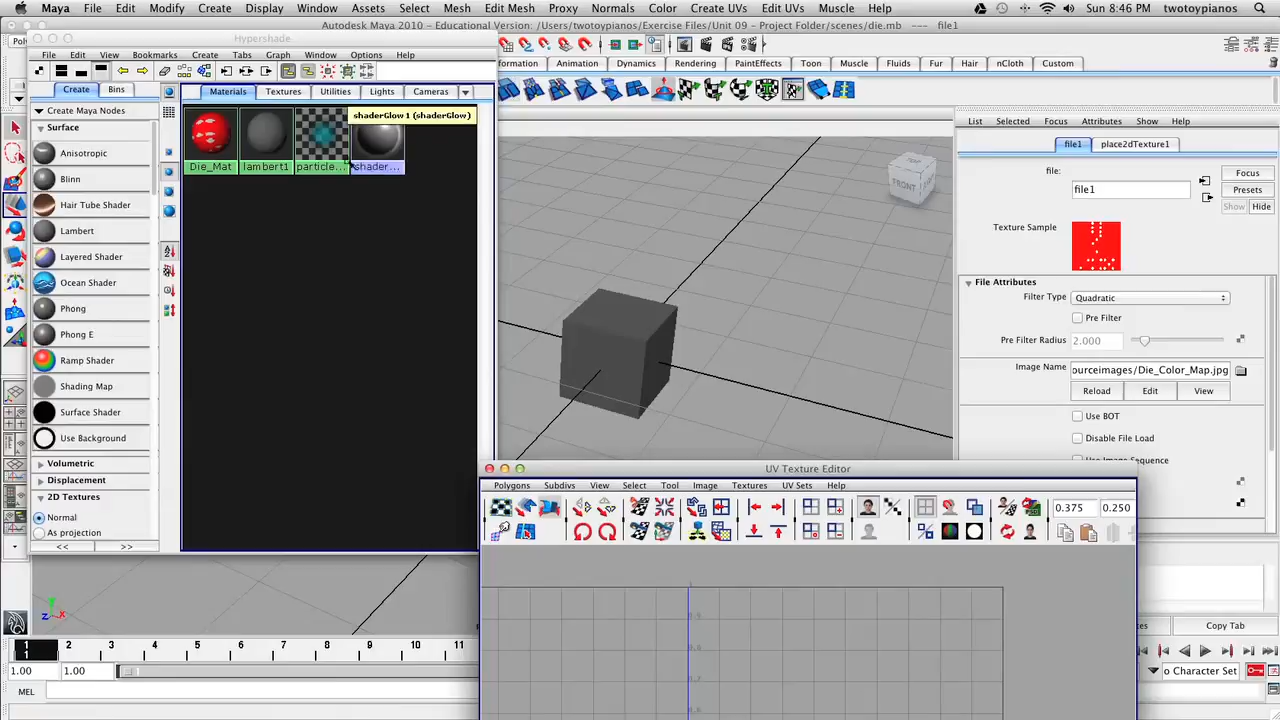 Maya File Edit Modify Create Display Window Assets Select Mesh Edit Mesh Proxy Normals Color Create UVs Edit UVs Muscle Help Sun 8:46 PM twotoypianos
Autodesk Maya 2010 - Educational Version: /Users/twotoypianos/Exercise Files/Unit 09 - Project Folder/scenes/die.mb --- file1
Hypershade
File Edit View Bookmarks Create Tabs Graph Window Options Help
Animation Dynamics Rendering PaintEffects Toon Muscle Fluids Fur Hair nCloth Custom
Create Bins
Materials Textures Utilities Lights Cameras
Create Maya Nodes
Surface
Anisotropic
Blinn
Hair Tube Shader
Lambert
Layered Shader
Ocean Shader
Phong
Phong E
Ramp Shader
Shading Map
Surface Shader
Use Background
Volumetric
Displacement
2D Textures
Normal
As projection
<< >>
shaderGlow1 (shaderGlow)
Die_Mat lambert1 particle... shader...
TOP
FRONT
List Selected Focus Attributes Show Help
file1 place2dTexture1
file: file1
Focus
Presets
Show Hide
Texture Sample
File Attributes
Filter Type Quadratic
Pre Filter
Pre Filter Radius 2.000
Image Name ourceimages/Die_Color_Map.jpg
Reload Edit View
Use BOT
Disable File Load
Use Image Sequence
UV Texture Editor
Polygons Subdivs View Select Tool Image Textures UV Sets Help
0.375 0.250
Copy Tab
z x
1 2 3 4 5 6 7 8 9 10 11
1
1.00 1.00
o Character Set
MEL